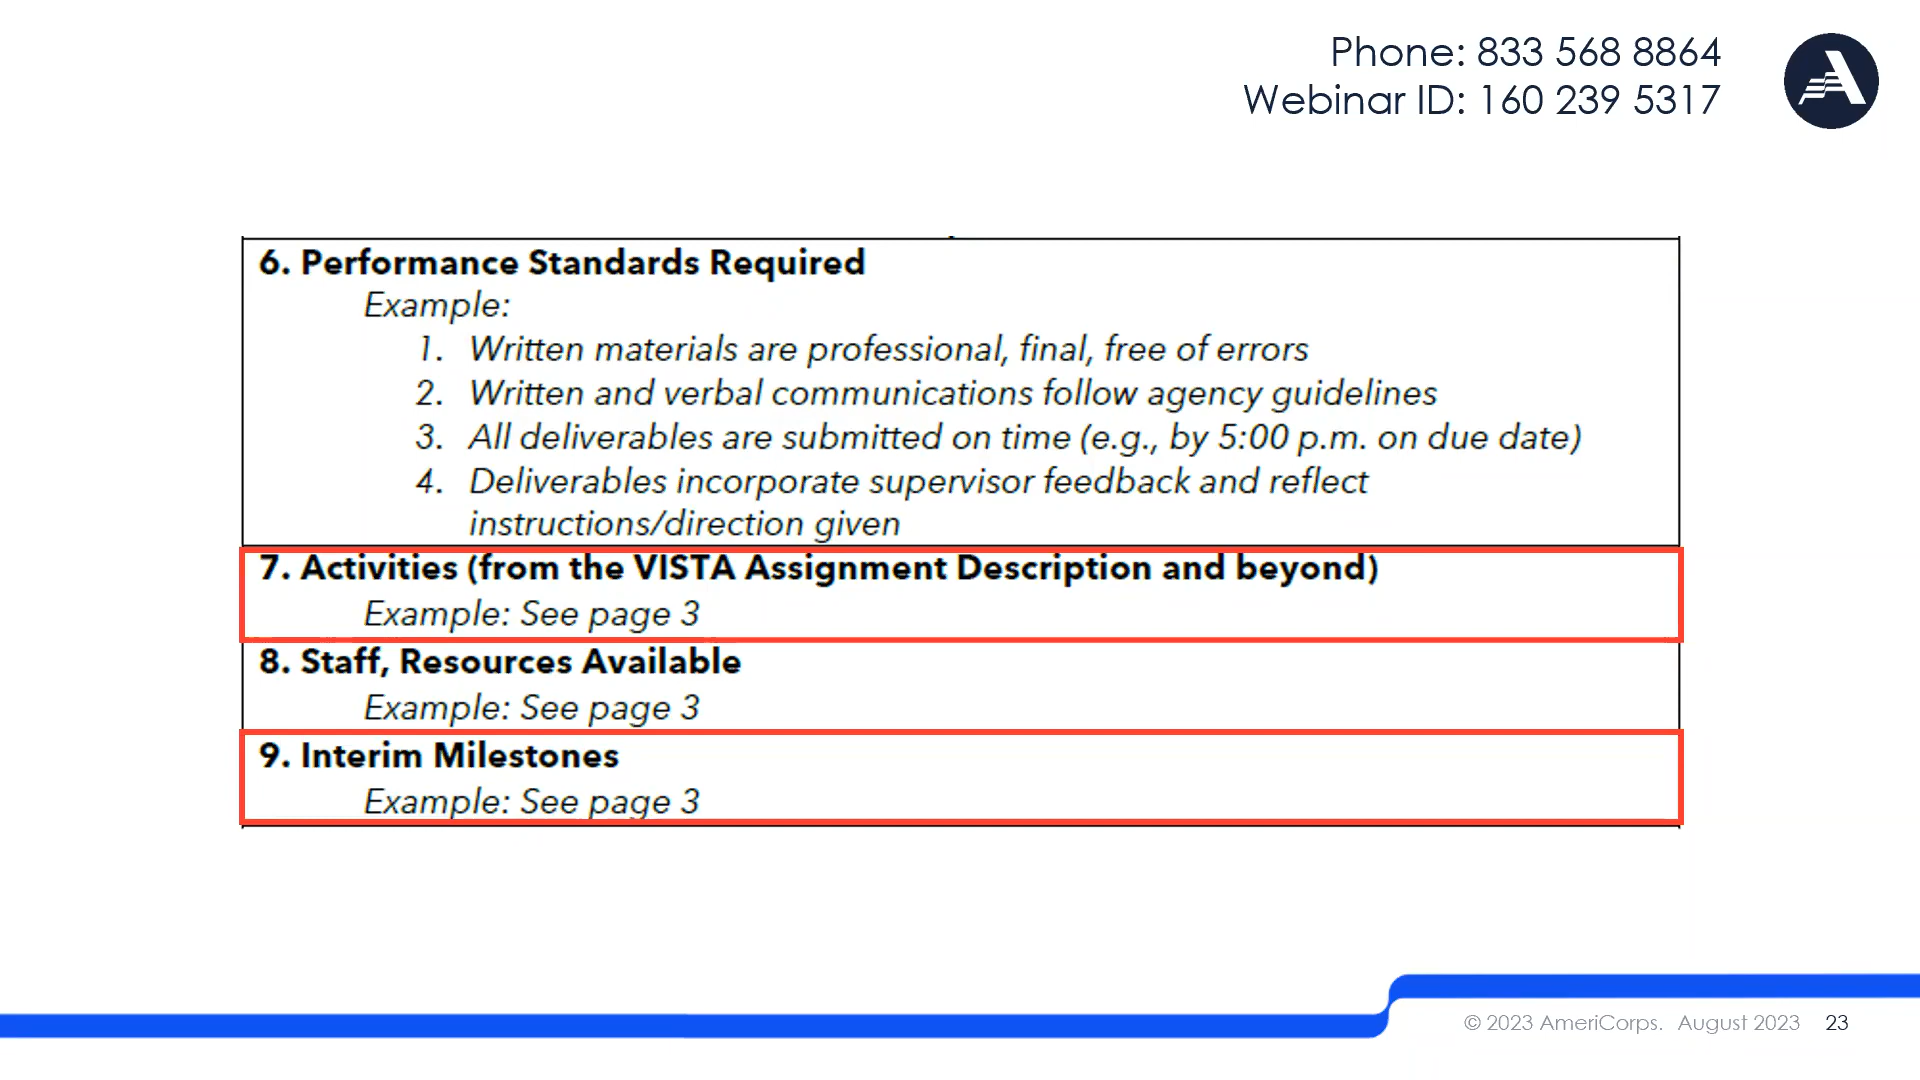 Phone: 833 568 8864
Webinar ID: 160 239 5317
6. Performance Standards Required
Example:
1. Written materials are professional, final, free of errors
2. Written and verbal communications follow agency guidelines
3. All deliverables are submitted on time (e.g., by 5:00 p.m. on due date)
4. Deliverables incorporate supervisor feedback and reflect
instructions/direction given
7. Activities (from the VISTA Assignment Description and beyond)
Example: See page 3
8. Staff, Resources Available
Example: See page 3
9. Interim Milestones
Example: See page 3
© 2023 AmeriCorps. August 2023 23